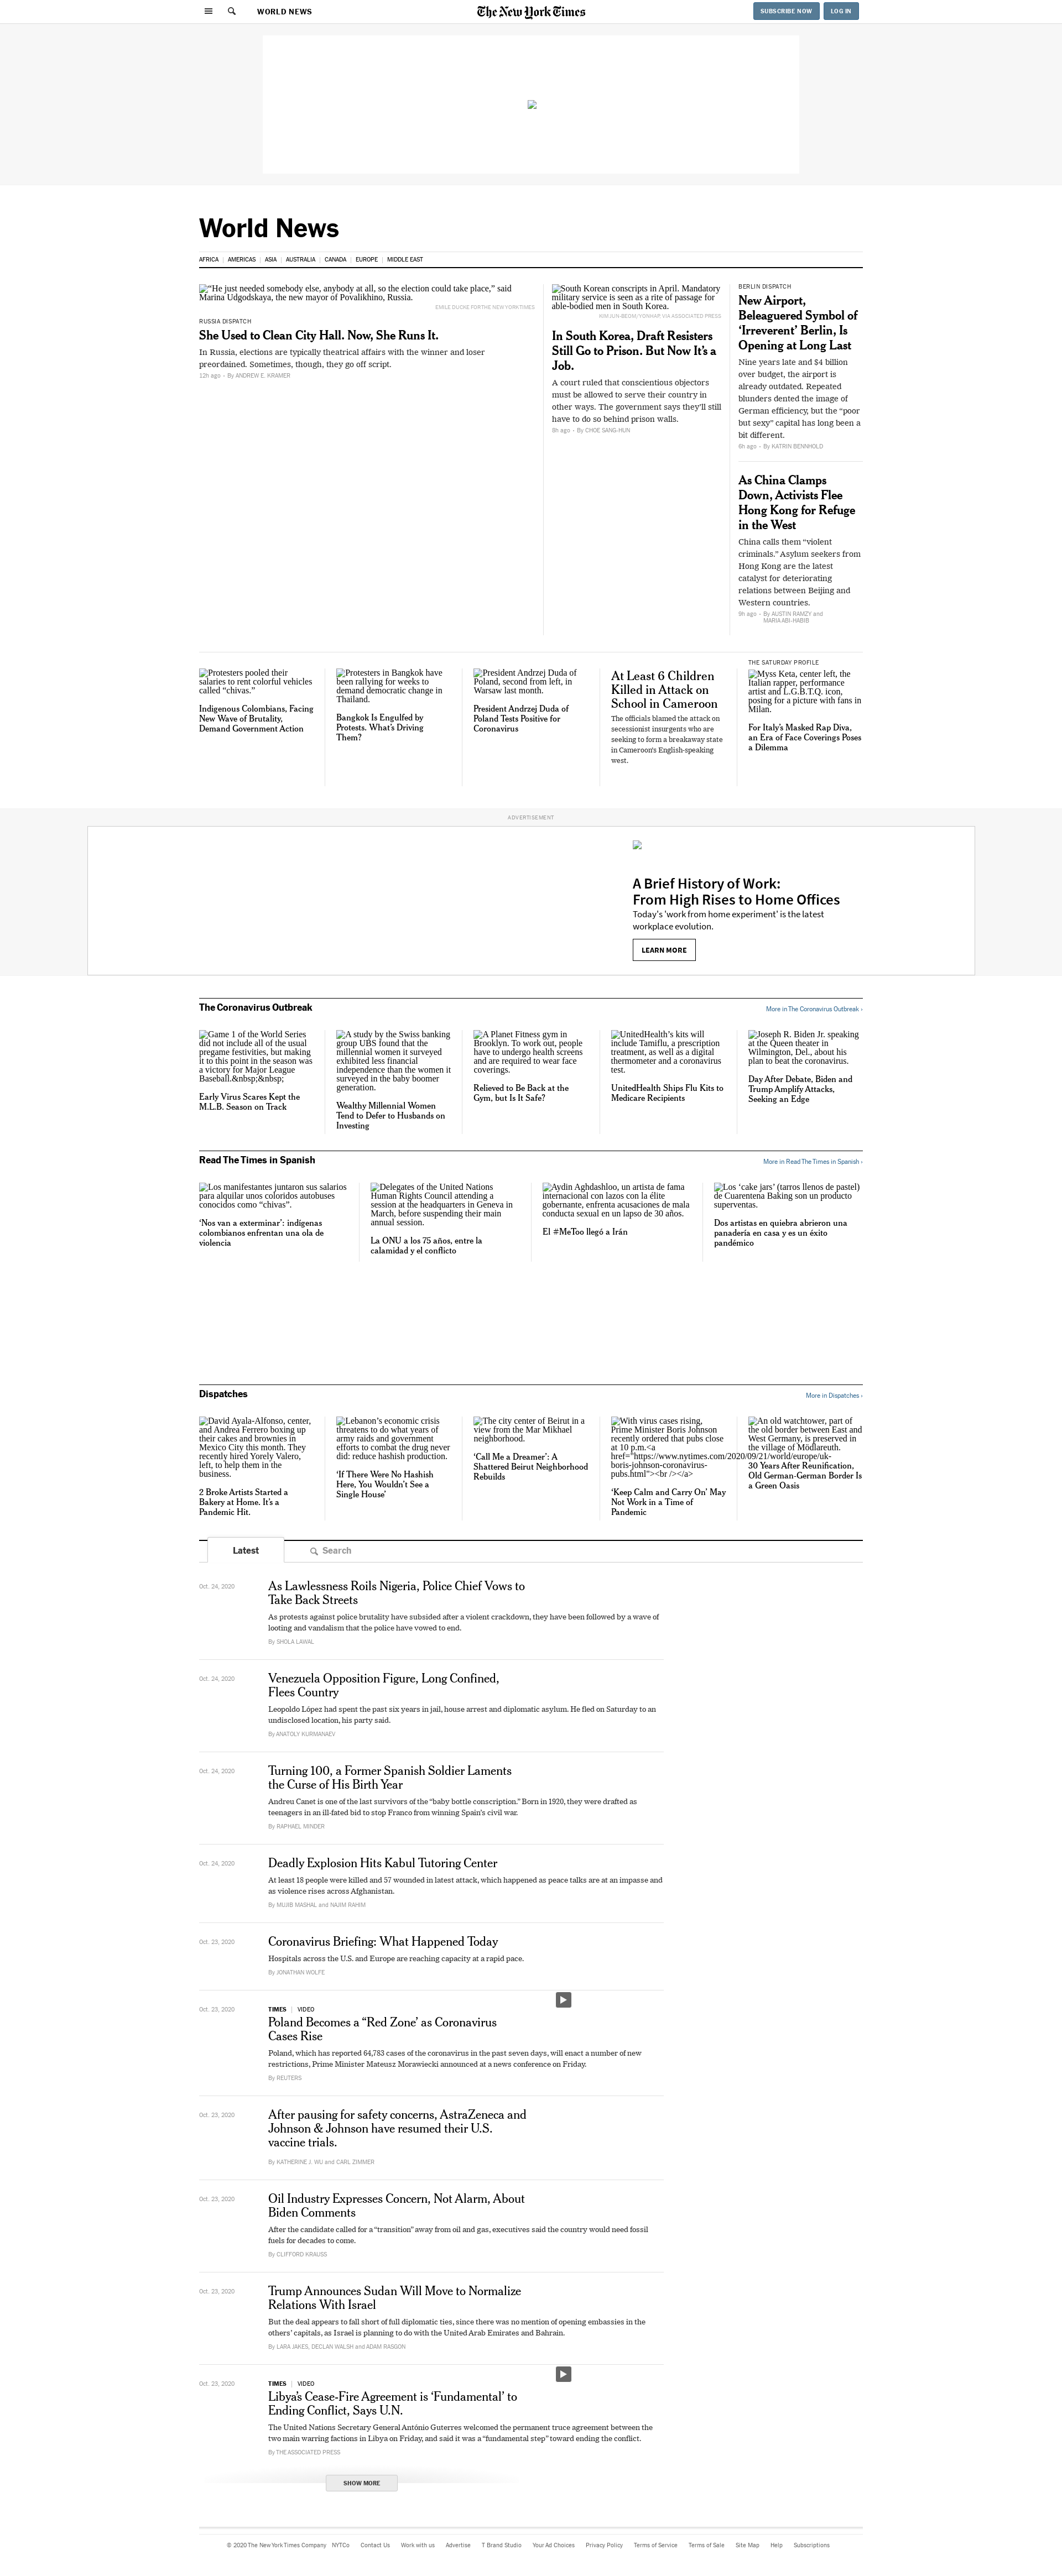 WORLD NEWS
The New York Times
SUBSCRIBE NOW
LOG IN
World News
AFRICA
AMERICAS
ASIA
AUSTRALIA
CANADA
EUROPE
MIDDLE EAST
“He just needed somebody else, anybody at all, so the election could take place,” said
Marina Udgodskaya, the new mayor of Povalikhino, Russia.
EMILE DUCKE FOR THE NEW YORK TIMES
RUSSIA DISPATCH
She Used to Clean City Hall. Now, She Runs It.
In Russia, elections are typically theatrical affairs with the winner and loser
preordained. Sometimes, though, they go off script.
12h ago · By ANDREW E. KRAMER
South Korean conscripts in April. Mandatory
military service is seen as a rite of passage for
able-bodied men in South Korea.
KIM JUN-BEOM/YONHAP, VIA ASSOCIATED PRESS
In South Korea, Draft Resisters
Still Go to Prison. But Now It’s a
Job.
A court ruled that conscientious objectors
must be allowed to serve their country in
other ways. The government says they’ll still
have to do so behind prison walls.
8h ago · By CHOE SANG-HUN
BERLIN DISPATCH
New Airport,
Beleaguered Symbol of
‘Irreverent’ Berlin, Is
Opening at Long Last
Nine years late and $4 billion
over budget, the airport is
already outdated. Repeated
blunders dented the image of
German efficiency, but the “poor
but sexy” capital has long been a
bit different.
6h ago · By KATRIN BENNHOLD
As China Clamps
Down, Activists Flee
Hong Kong for Refuge
in the West
China calls them “violent
criminals.” Asylum seekers from
Hong Kong are the latest
catalyst for deteriorating
relations between Beijing and
Western countries.
9h ago · By AUSTIN RAMZY and
MARIA ABI-HABIB
Protesters pooled their
salaries to rent colorful vehicles
called “chivas.”
Indigenous Colombians, Facing
New Wave of Brutality,
Demand Government Action
Protesters in Bangkok have
been rallying for weeks to
demand democratic change in
Thailand.
Bangkok Is Engulfed by
Protests. What’s Driving
Them?
President Andrzej Duda of
Poland, second from left, in
Warsaw last month.
President Andrzej Duda of
Poland Tests Positive for
Coronavirus
At Least 6 Children
Killed in Attack on
School in Cameroon
The officials blamed the attack on
secessionist insurgents who are
seeking to form a breakaway state
in Cameroon’s English-speaking
west.
THE SATURDAY PROFILE
Myss Keta, center left, the
Italian rapper, performance
artist and L.G.B.T.Q. icon,
posing for a picture with fans in
Milan.
For Italy’s Masked Rap Diva,
an Era of Face Coverings Poses
a Dilemma
ADVERTISEMENT
A Brief History of Work:
From High Rises to Home Offices
Today's 'work from home experiment' is the latest
workplace evolution.
LEARN MORE
The Coronavirus Outbreak
More in The Coronavirus Outbreak ›
Game 1 of the World Series
did not include all of the usual
pregame festivities, but making
it to this point in the season was
a victory for Major League
Baseball.&nbsp;&nbsp;
Early Virus Scares Kept the
M.L.B. Season on Track
A study by the Swiss banking
group UBS found that the
millennial women it surveyed
exhibited less financial
independence than the women it
surveyed in the baby boomer
generation.
Wealthy Millennial Women
Tend to Defer to Husbands on
Investing
A Planet Fitness gym in
Brooklyn. To work out, people
have to undergo health screens
and are required to wear face
coverings.
Relieved to Be Back at the
Gym, but Is It Safe?
UnitedHealth’s kits will
include Tamiflu, a prescription
treatment, as well as a digital
thermometer and a coronavirus
test.
UnitedHealth Ships Flu Kits to
Medicare Recipients
Joseph R. Biden Jr. speaking
at the Queen theater in
Wilmington, Del., about his
plan to beat the coronavirus.
Day After Debate, Biden and
Trump Amplify Attacks,
Seeking an Edge
Read The Times in Spanish
More in Read The Times in Spanish ›
Los manifestantes juntaron sus salarios
para alquilar unos coloridos autobuses
conocidos como “chivas”.
‘Nos van a exterminar’: indígenas
colombianos enfrentan una ola de
violencia
Delegates of the United Nations
Human Rights Council attending a
session at the headquarters in Geneva in
March, before suspending their main
annual session.
La ONU a los 75 años, entre la
calamidad y el conflicto
Aydin Aghdashloo, un artista de fama
internacional con lazos con la élite
gobernante, enfrenta acusaciones de mala
conducta sexual en un lapso de 30 años.
El #MeToo llegó a Irán
Los ‘cake jars’ (tarros llenos de pastel)
de Cuarentena Baking son un producto
superventas.
Dos artistas en quiebra abrieron una
panadería en casa y es un éxito
pandémico
Dispatches
More in Dispatches ›
David Ayala-Alfonso, center,
and Andrea Ferrero boxing up
their cakes and brownies in
Mexico City this month. They
recently hired Yorely Valero,
left, to help them in the
business.
2 Broke Artists Started a
Bakery at Home. It’s a
Pandemic Hit.
Lebanon’s economic crisis
threatens to do what years of
army raids and government
efforts to combat the drug never
did: reduce hashish production.
‘If There Were No Hashish
Here, You Wouldn’t See a
Single House’
The city center of Beirut in a
view from the Mar Mikhael
neighborhood.
‘Call Me a Dreamer’: A
Shattered Beirut Neighborhood
Rebuilds
With virus cases rising,
Prime Minister Boris Johnson
recently ordered that pubs close
at 10 p.m.<a
href="https://www.nytimes.com/2020/09/21/world/europe/uk-
boris-johnson-coronavirus-
pubs.html"><br /></a>
‘Keep Calm and Carry On’ May
Not Work in a Time of
Pandemic
An old watchtower, part of
the old border between East and
West Germany, is preserved in
the village of Mödlareuth.
30 Years After Reunification,
Old German-German Border Is
a Green Oasis
Latest
Search
Oct. 24, 2020
As Lawlessness Roils Nigeria, Police Chief Vows to
Take Back Streets
As protests against police brutality have subsided after a violent crackdown, they have been followed by a wave of
looting and vandalism that the police have vowed to end.
By SHOLA LAWAL
Oct. 24, 2020
Venezuela Opposition Figure, Long Confined,
Flees Country
Leopoldo López had spent the past six years in jail, house arrest and diplomatic asylum. He fled on Saturday to an
undisclosed location, his party said.
By ANATOLY KURMANAEV
Oct. 24, 2020
Turning 100, a Former Spanish Soldier Laments
the Curse of His Birth Year
Andreu Canet is one of the last survivors of the “baby bottle conscription.” Born in 1920, they were drafted as
teenagers in an ill-fated bid to stop Franco from winning Spain’s civil war.
By RAPHAEL MINDER
Oct. 24, 2020
Deadly Explosion Hits Kabul Tutoring Center
At least 18 people were killed and 57 wounded in latest attack, which happened as peace talks are at an impasse and
as violence rises across Afghanistan.
By MUJIB MASHAL and NAJIM RAHIM
Oct. 23, 2020
Coronavirus Briefing: What Happened Today
Hospitals across the U.S. and Europe are reaching capacity at a rapid pace.
By JONATHAN WOLFE
Oct. 23, 2020
TIMES | VIDEO
Poland Becomes a “Red Zone’ as Coronavirus
Cases Rise
Poland, which has reported 64,783 cases of the coronavirus in the past seven days, will enact a number of new
restrictions, Prime Minister Mateusz Morawiecki announced at a news conference on Friday.
By REUTERS
Oct. 23, 2020
After pausing for safety concerns, AstraZeneca and
Johnson & Johnson have resumed their U.S.
vaccine trials.
By KATHERINE J. WU and CARL ZIMMER
Oct. 23, 2020
Oil Industry Expresses Concern, Not Alarm, About
Biden Comments
After the candidate called for a “transition” away from oil and gas, executives said the country would need fossil
fuels for decades to come.
By CLIFFORD KRAUSS
Oct. 23, 2020
Trump Announces Sudan Will Move to Normalize
Relations With Israel
But the deal appears to fall short of full diplomatic ties, since there was no mention of opening embassies in the
others’ capitals, as Israel is planning to do with the United Arab Emirates and Bahrain.
By LARA JAKES, DECLAN WALSH and ADAM RASGON
Oct. 23, 2020
TIMES | VIDEO
Libya’s Cease-Fire Agreement is ‘Fundamental’ to
Ending Conflict, Says U.N.
The United Nations Secretary General António Guterres welcomed the permanent truce agreement between the
two main warring factions in Libya on Friday, and said it was a “fundamental step” toward ending the conflict.
By THE ASSOCIATED PRESS
SHOW MORE
© 2020 The New York Times Company NYTCo Contact Us Work with us Advertise T Brand Studio Your Ad Choices Privacy Policy Terms of Service Terms of Sale Site Map Help Subscriptions